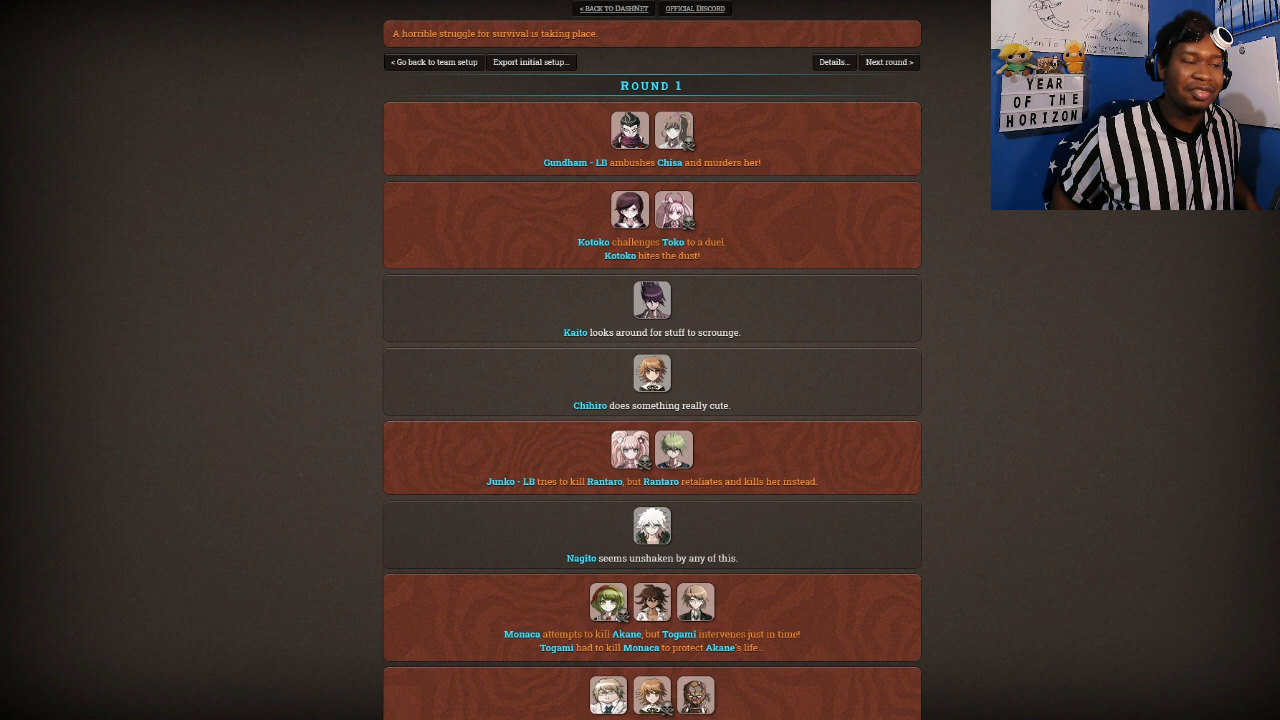 < BACK TO DASHNET
OFFICIAL DISCORD
A horrible struggle for survival is taking place.
< Go back to team setup
Export initial setup...
Details...
Next round >
ROUND 1
Gundham - LB ambushes Chisa and murders her!
Kotoko challenges Toko to a duel.
Kotoko bites the dust!
Kaito looks around for stuff to scrounge.
Chihiro does something really cute.
Junko - LB tries to kill Rantaro, but Rantaro retaliates and kills her instead.
Nagito seems unshaken by any of this.
Monaca attempts to kill Akane, but Togami intervenes just in time!
Togami had to kill Monaca to protect Akane's life...
YEAR
OF THE
HORIZON